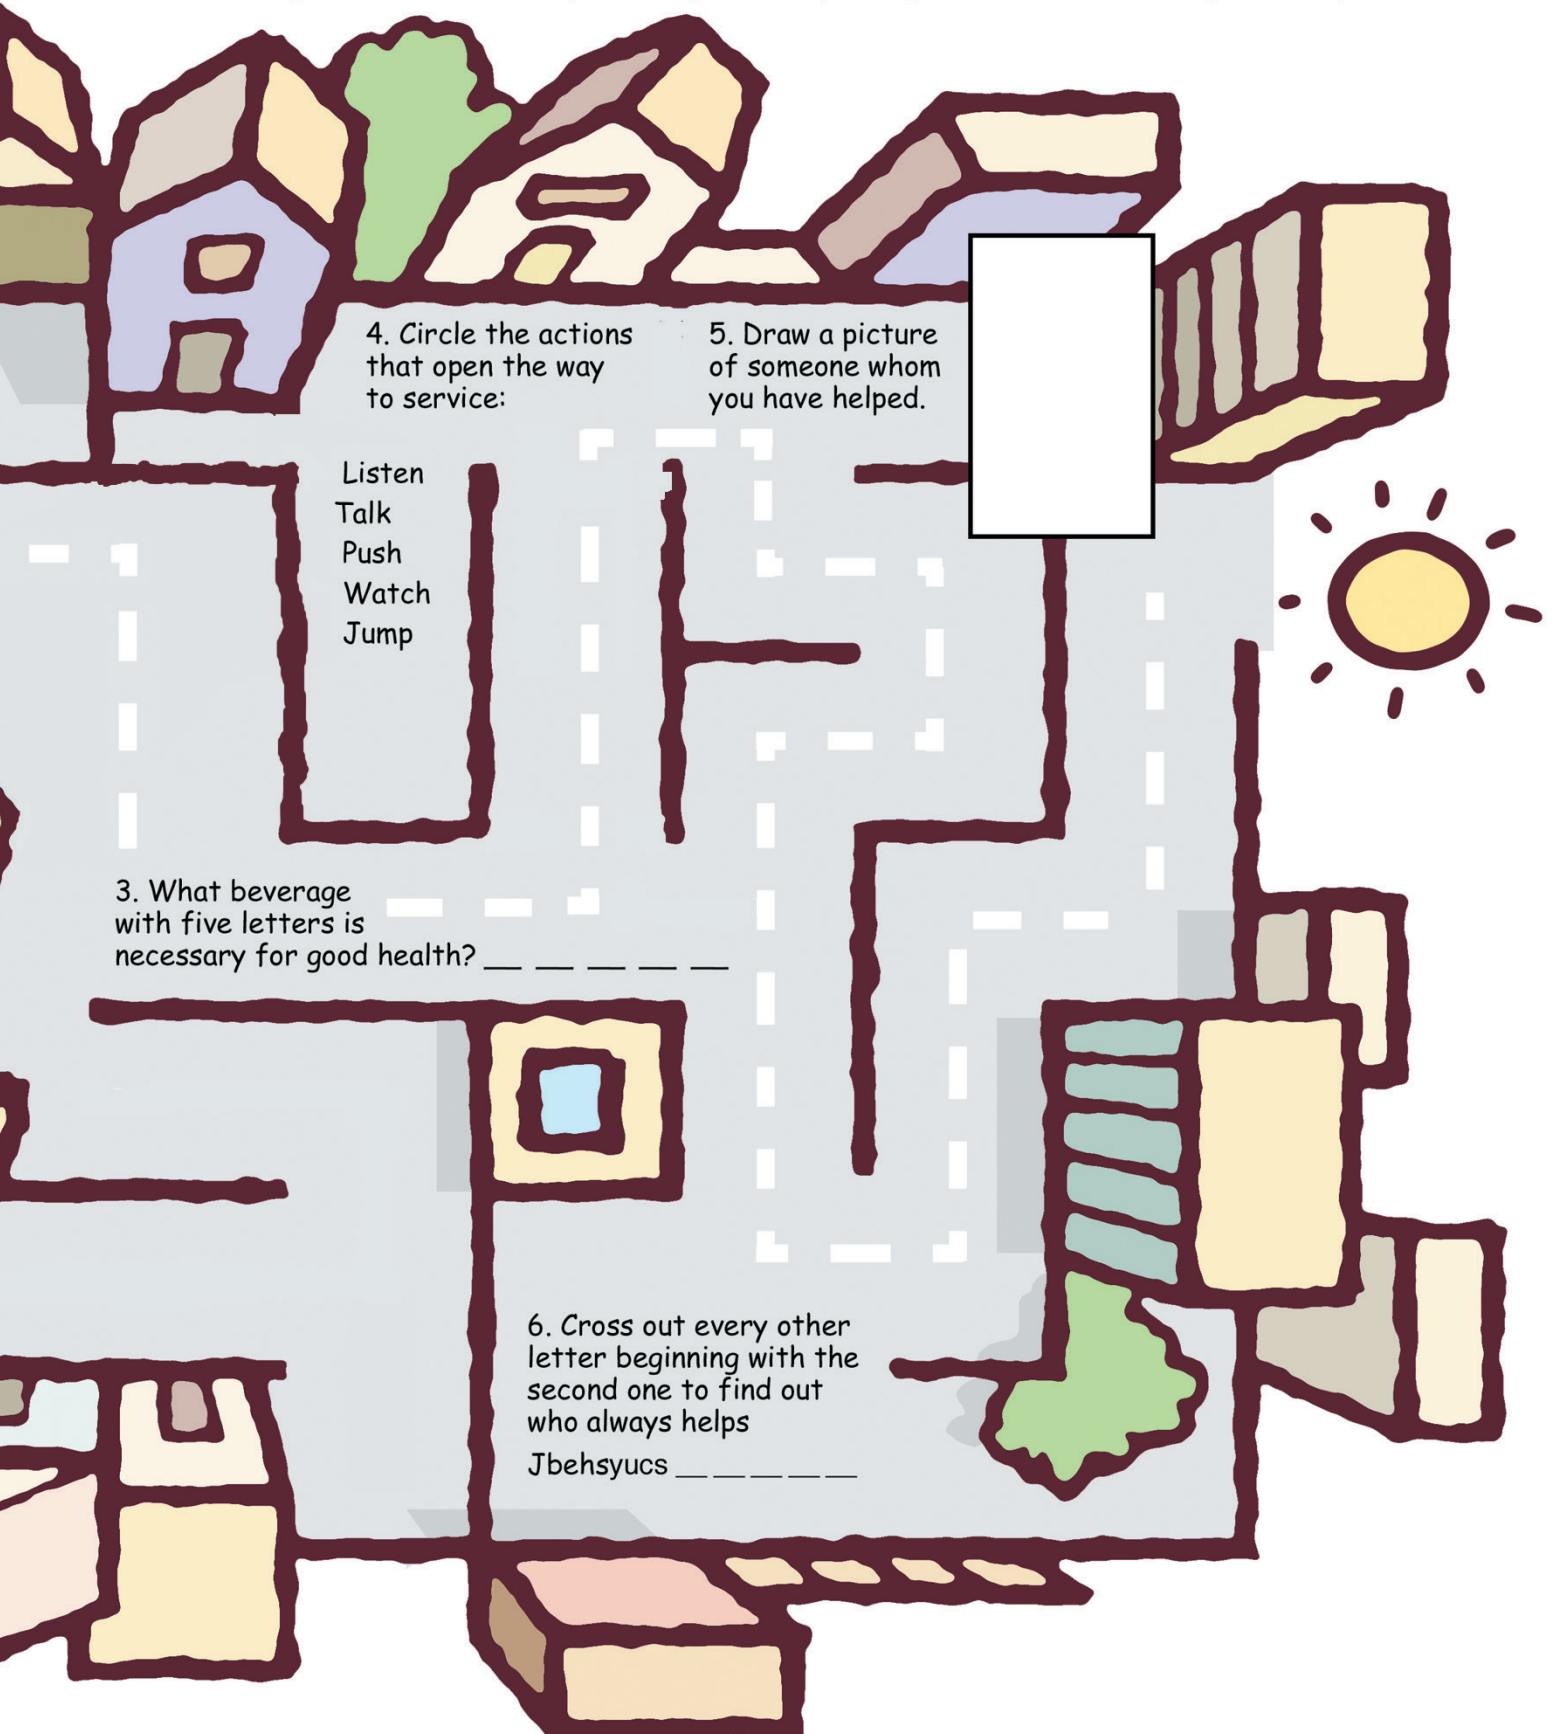 4. Circle the actions
that open the way
to service:
Listen
Talk
Push
Watch
Jump
5. Draw a picture
of someone whom
you have helped.
3. What beverage
with five letters is
necessary for good health? __ __ __ __ __
6. Cross out every other
letter beginning with the
second one to find out
who always helps
Jbehsyucs __ __ __ __ __